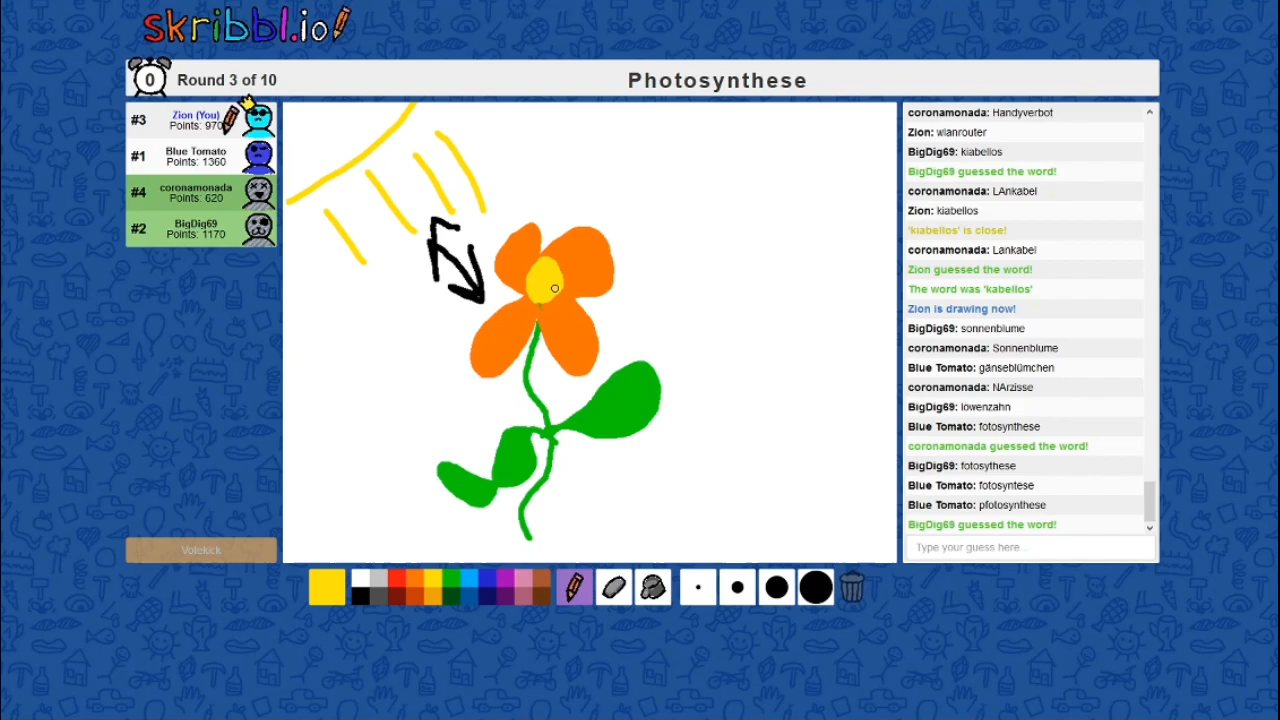 skribbl.io
0 Round 3 of 10 Photosynthese
#3 Zion (You)
Points: 970
#1 Blue Tomato
Points: 1360
#4 coronamonada
Points: 620
#2 BigDig69
Points: 1170
Votekick
coronamonada: Handyverbot
Zion: wlanrouter
BigDig69: kiabellos
BigDig69 guessed the word!
coronamonada: LAnkabel
Zion: kiabellos
'kiabellos' is close!
coronamonada: Lankabel
Zion guessed the word!
The word was 'kabellos'
Zion is drawing now!
BigDig69: sonnenblume
coronamonada: Sonnenblume
Blue Tomato: gänseblümchen
coronamonada: NArzisse
BigDig69: löwenzahn
Blue Tomato: fotosynthese
coronamonada guessed the word!
BigDig69: fotosythese
Blue Tomato: fotosyntese
Blue Tomato: pfotosynthese
BigDig69 guessed the word!
Type your guess here...